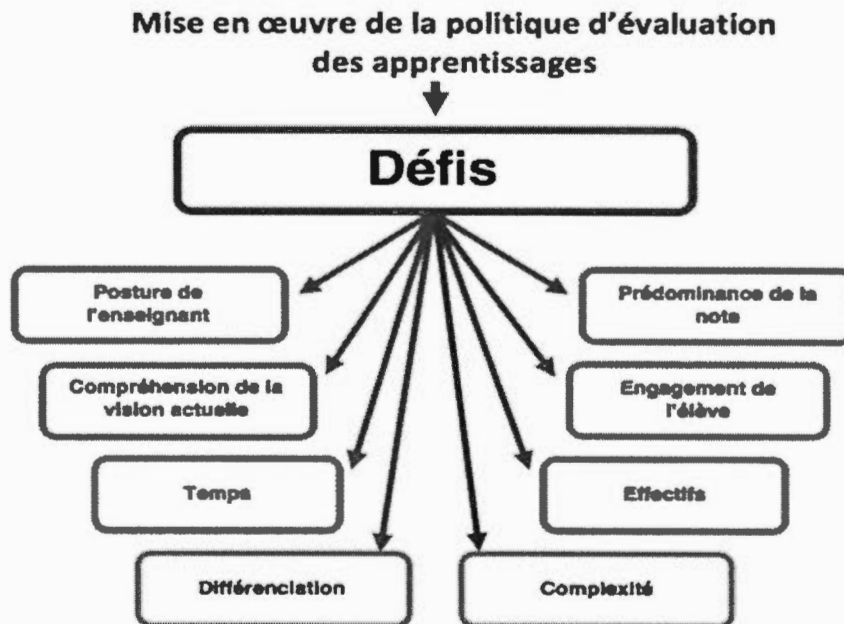 Mise en œuvre de la politique d'évaluation
des apprentissages
Défis
Posture de
l'enseignant
Prédominance de la
note
Compréhension de la
vision actuelle
Engagement de
l'élève
Temps
Effectifs
Différenciation
Complexité